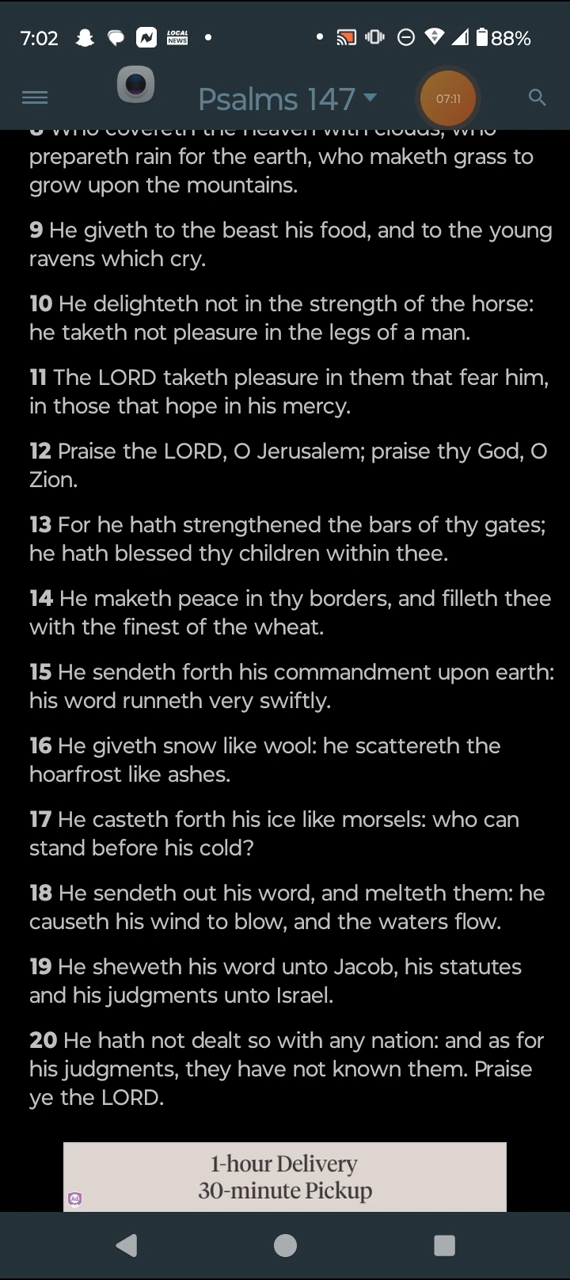 7:02
LOCAL
NEWS
88%
Psalms 147
07:11
8 Who covereth the heaven with clouds, who
prepareth rain for the earth, who maketh grass to
grow upon the mountains.
9 He giveth to the beast his food, and to the young
ravens which cry.
10 He delighteth not in the strength of the horse:
he taketh not pleasure in the legs of a man.
11 The LORD taketh pleasure in them that fear him,
in those that hope in his mercy.
12 Praise the LORD, O Jerusalem; praise thy God, O
Zion.
13 For he hath strengthened the bars of thy gates;
he hath blessed thy children within thee.
14 He maketh peace in thy borders, and filleth thee
with the finest of the wheat.
15 He sendeth forth his commandment upon earth:
his word runneth very swiftly.
16 He giveth snow like wool: he scattereth the
hoarfrost like ashes.
17 He casteth forth his ice like morsels: who can
stand before his cold?
18 He sendeth out his word, and melteth them: he
causeth his wind to blow, and the waters flow.
19 He sheweth his word unto Jacob, his statutes
and his judgments unto Israel.
20 He hath not dealt so with any nation: and as for
his judgments, they have not known them. Praise
ye the LORD.
1-hour Delivery
30-minute Pickup